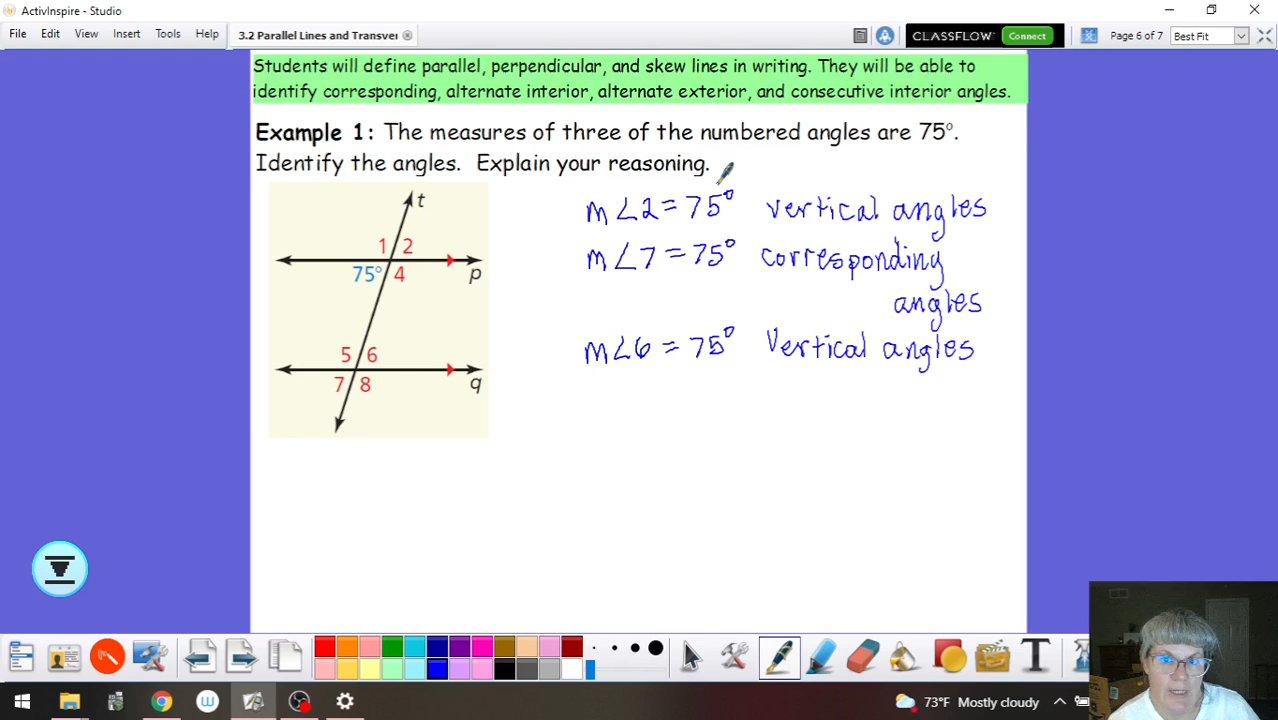 ActivInspire - Studio
File Edit View Insert Tools Help
3.2 Parallel Lines and Transver
CLASSFLOW Connect
Page 6 of 7 Best Fit
Students will define parallel, perpendicular, and skew lines in writing. They will be able to
identify corresponding, alternate interior, alternate exterior, and consecutive interior angles.
Example 1: The measures of three of the numbered angles are 75°.
Identify the angles. Explain your reasoning.
t
1 2
75° 4
p
5 6
7 8
q
m∠2 = 75° vertical angles
m∠7 = 75° corresponding
angles
m∠6 = 75° Vertical angles
T
W
73°F Mostly cloudy